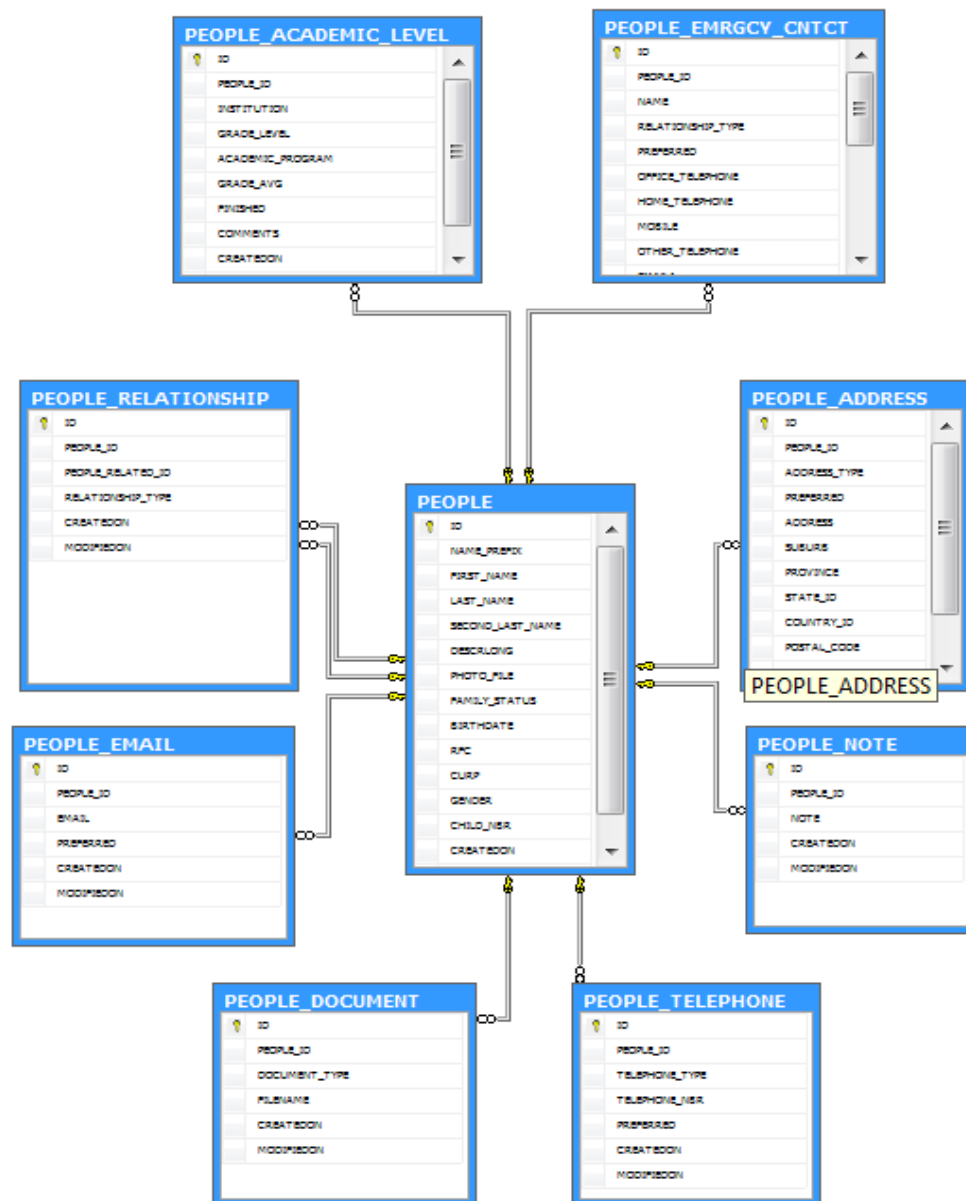 PEOPLE_ACADEMIC_LEVEL
ID
PEOPLE_ID
INSTITUTION
GRADE_LEVEL
ACADEMIC_PROGRAM
GRADE_AVG
FINISHED
COMMENTS
CREATEDON
PEOPLE_EMRGCY_CNTCT
ID
PEOPLE_ID
NAME
RELATIONSHIP_TYPE
PREFERRED
OFFICE_TELEPHONE
HOME_TELEPHONE
MOBILE
OTHER_TELEPHONE
PEOPLE_RELATIONSHIP
ID
PEOPLE_ID
PEOPLE_RELATED_ID
RELATIONSHIP_TYPE
CREATEDON
MODIFIEDON
PEOPLE
ID
NAME_PREFIX
FIRST_NAME
LAST_NAME
SECOND_LAST_NAME
DESCRLONG
PHOTO_FILE
FAMILY_STATUS
BIRTHDATE
RFC
CURP
GENDER
CHILD_NBR
CREATEDON
PEOPLE_ADDRESS
ID
PEOPLE_ID
ADDRESS_TYPE
PREFERRED
ADDRESS
SUBURB
PROVINCE
STATE_ID
COUNTRY_ID
POSTAL_CODE
PEOPLE_ADDRESS
PEOPLE_EMAIL
ID
PEOPLE_ID
EMAIL
PREFERRED
CREATEDON
MODIFIEDON
PEOPLE_NOTE
ID
PEOPLE_ID
NOTE
CREATEDON
MODIFIEDON
PEOPLE_DOCUMENT
ID
PEOPLE_ID
DOCUMENT_TYPE
FILENAME
CREATEDON
MODIFIEDON
PEOPLE_TELEPHONE
ID
PEOPLE_ID
TELEPHONE_TYPE
TELEPHONE_NBR
PREFERRED
CREATEDON
MODIFIEDON